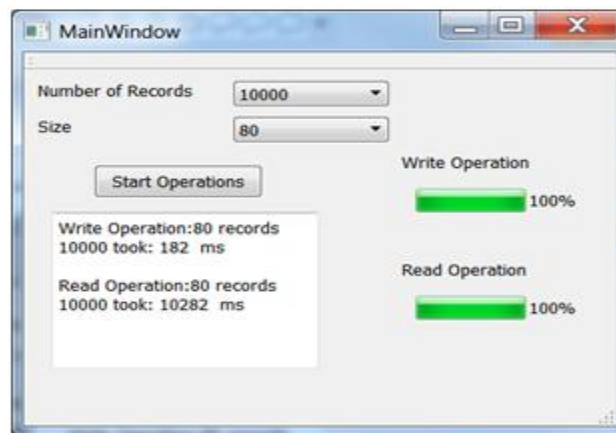 MainWindow
Number of Records 10000
Size 80
Start Operations
Write Operation
100%
Write Operation:80 records
10000 took: 182 ms
Read Operation:80 records
10000 took: 10282 ms
Read Operation
100%